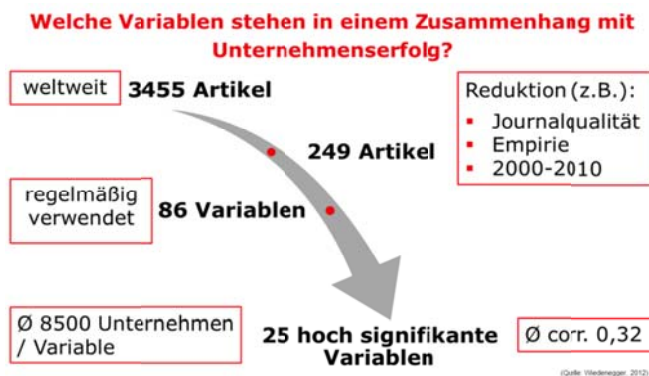 Welche Variablen stehen in einem Zusammenhang mit
Unternehmenserfolg?
weltweit
3455 Artikel
Reduktion (z.B.):
Journalqualität
Empirie
2000-2010
249 Artikel
regelmäßig
verwendet
86 Variablen
Ø 8500 Unternehmen
/ Variable
25 hoch signifikante
Variablen
Ø corr. 0,32
(Quelle: Wiedenegger, 2012)